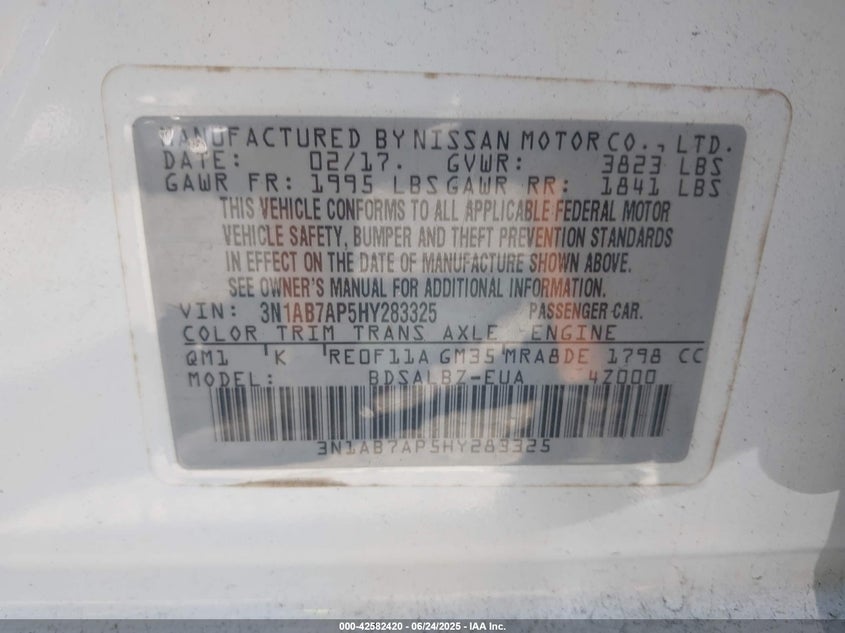 MANUFACTURED BY NISSAN MOTOR CO., LTD.
DATE: 02/17. GVWR: 3823 LBS
GAWR FR: 1995 LBS GAWR RR: 1841 LBS
THIS VEHICLE CONFORMS TO ALL APPLICABLE FEDERAL MOTOR
VEHICLE SAFETY, BUMPER AND THEFT PREVENTION STANDARDS
IN EFFECT ON THE DATE OF MANUFACTURE SHOWN ABOVE.
SEE OWNER'S MANUAL FOR ADDITIONAL INFORMATION.
VIN: 3N1AB7AP5HY283325 PASSENGER CAR.
COLOR TRIM TRANS AXLE ENGINE
QM1 K RE0F11A GM35 MRA8DE 1798 CC
MODEL: BDSALBZ-EUA 4Z000
3N1AB7AP5HY283325
000-42582420 - 06/24/2025 - IAA Inc.